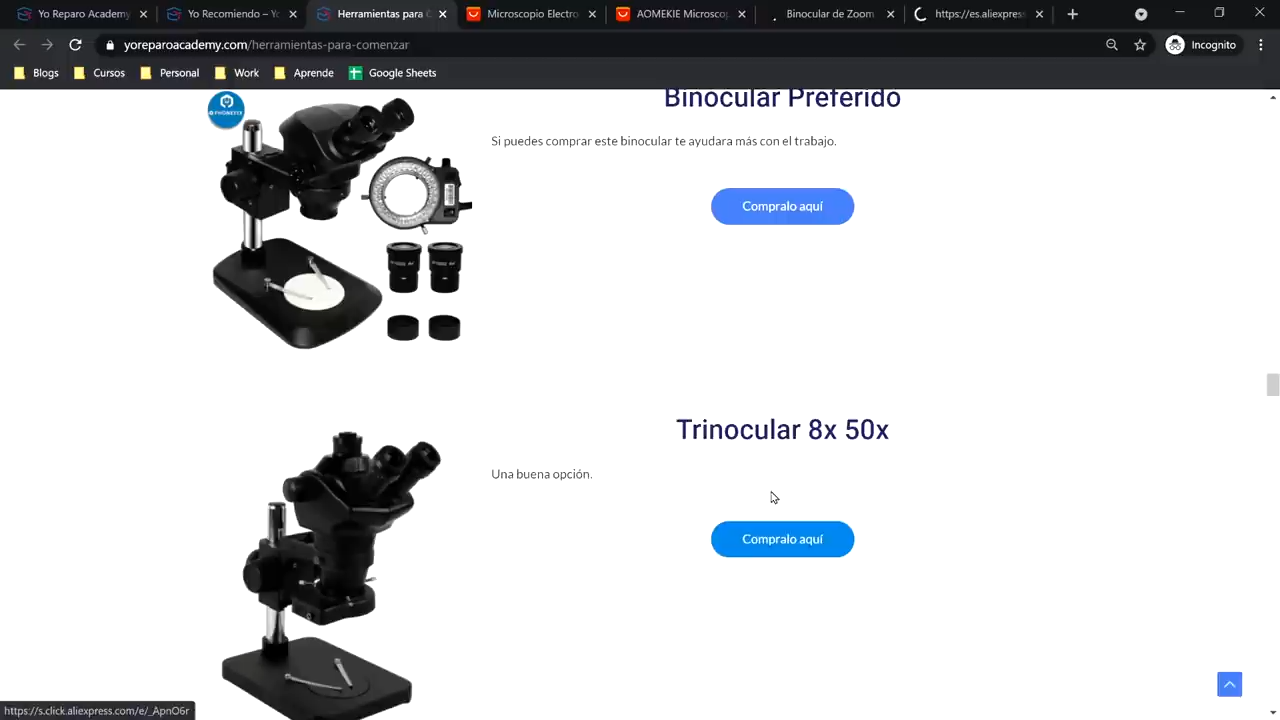 Yo Reparo Academy
Yo Recomiendo – Yo
Herramientas para C
Microscopio Electro
AOMEKIE Microscop
Binocular de Zoom
https://es.aliexpress
yoreparoacademy.com/herramientas-para-comenzar
Incognito
Blogs
Cursos
Personal
Work
Aprende
Google Sheets
PHONEFIX
Binocular Preferido
Si puedes comprar este binocular te ayudara más con el trabajo.
Compralo aquí
Trinocular 8x 50x
Una buena opción.
Compralo aquí
https://s.click.aliexpress.com/e/_ApnO6r